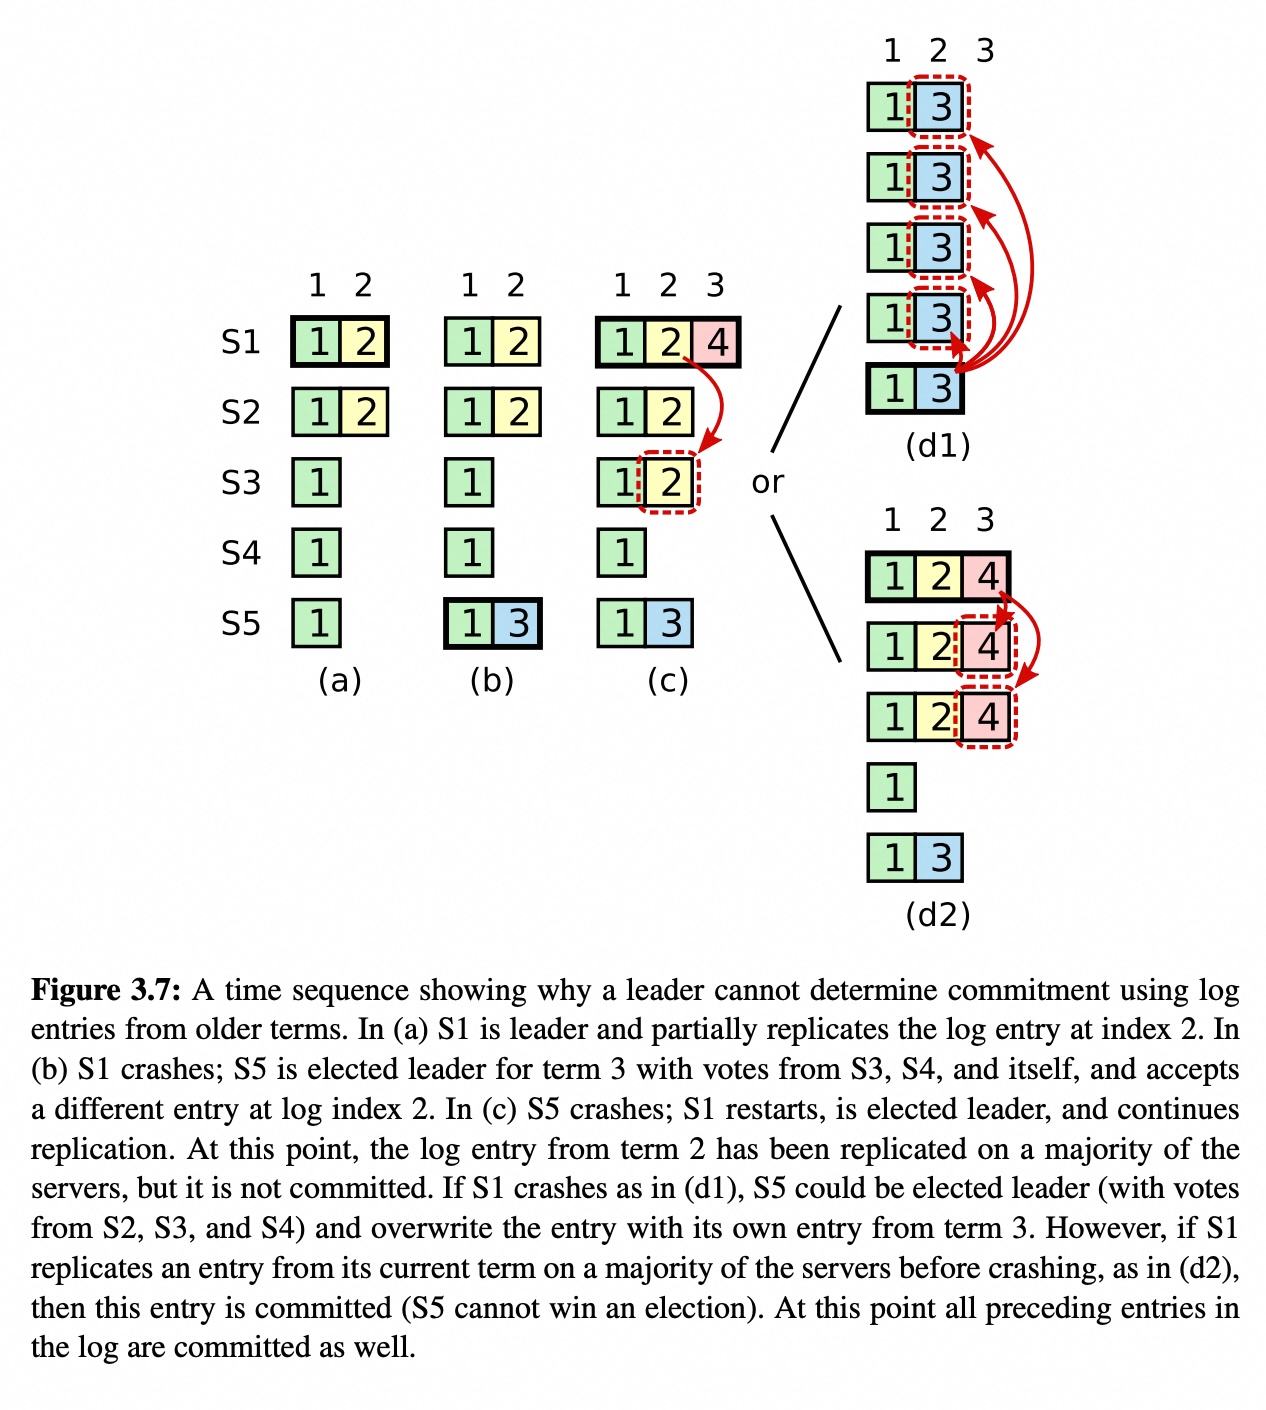 1 2 3
1 3
1 3
1 3
1 3
1 3
(d1)
1 2
1 2
1 2 3
S1 1 2 1 2 1 2 4
S2 1 2 1 2 1 2
S3 1 1 1 2
or
S4 1 1 1
S5 1 1 3 1 3
(a) (b) (c)
1 2 3
1 2 4
1 2 4
1 2 4
1
1 3
(d2)
Figure 3.7: A time sequence showing why a leader cannot determine commitment using log
entries from older terms. In (a) S1 is leader and partially replicates the log entry at index 2. In
(b) S1 crashes; S5 is elected leader for term 3 with votes from S3, S4, and itself, and accepts
a different entry at log index 2. In (c) S5 crashes; S1 restarts, is elected leader, and continues
replication. At this point, the log entry from term 2 has been replicated on a majority of the
servers, but it is not committed. If S1 crashes as in (d1), S5 could be elected leader (with votes
from S2, S3, and S4) and overwrite the entry with its own entry from term 3. However, if S1
replicates an entry from its current term on a majority of the servers before crashing, as in (d2),
then this entry is committed (S5 cannot win an election). At this point all preceding entries in
the log are committed as well.